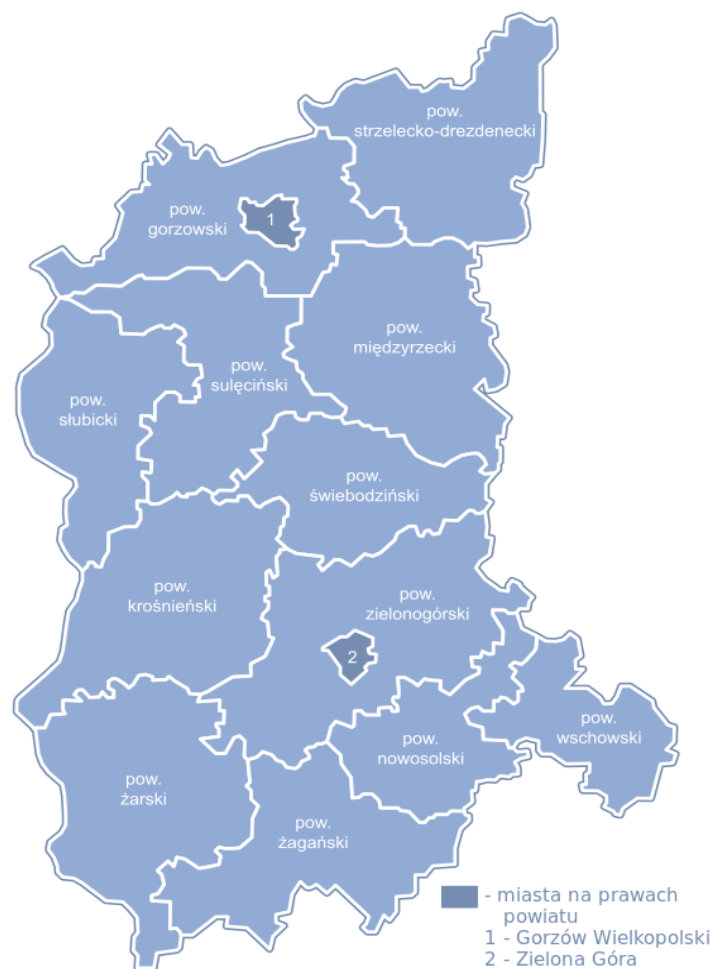 pow.
strzelecko-drezdenecki
pow.
gorzowski
1
pow.
międzyrzecki
pow.
sulęciński
pow.
słubicki
pow.
świebodziński
pow.
krośnieński
pow.
zielonogórski
2
pow.
wschowski
pow.
nowosolski
pow.
żarski
pow.
żagański
- miasta na prawach
powiatu
1 - Gorzów Wielkopolski
2 - Zielona Góra